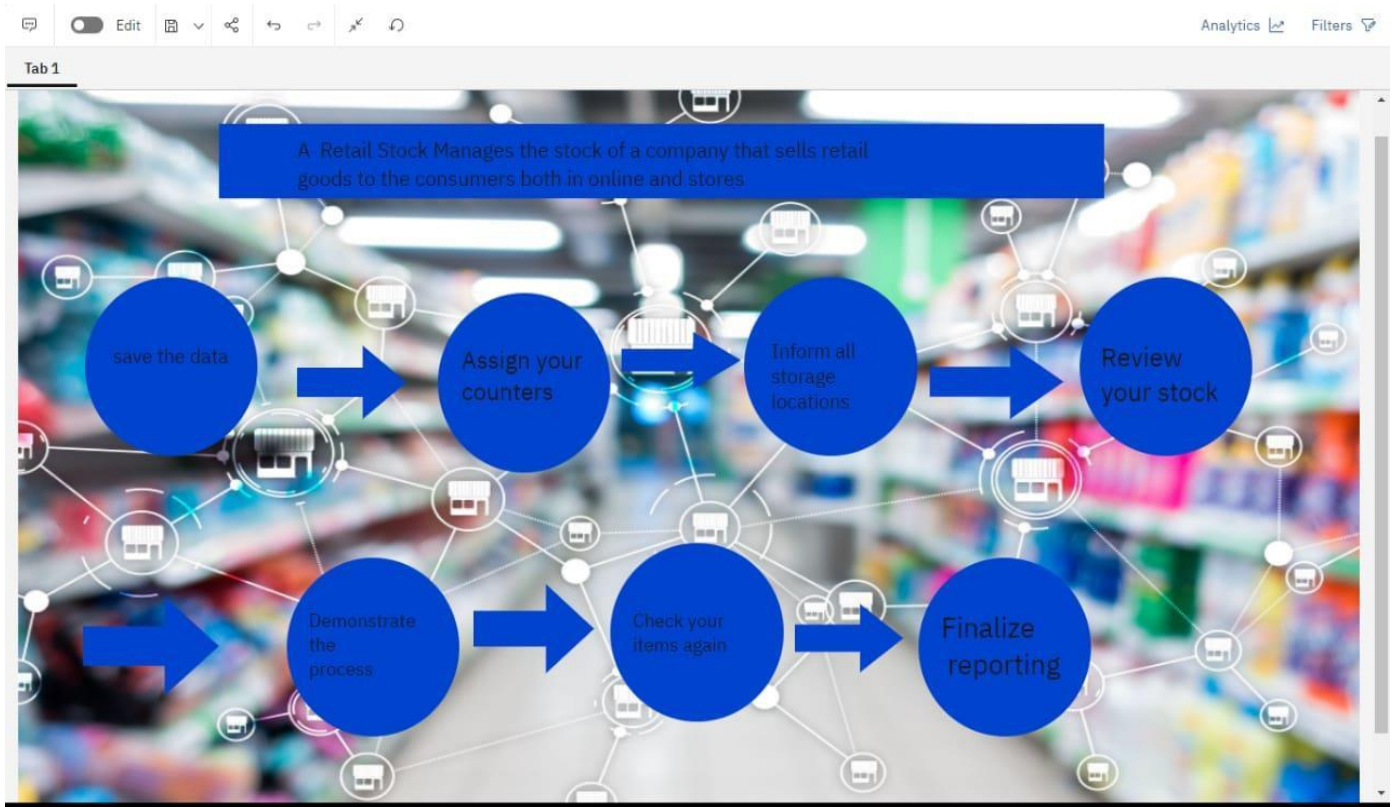 Edit
Analytics
Filters
Tab 1
A Retail Stock Manages the stock of a company that sells retail
goods to the consumers both in online and stores
save the data
Assign your
counters
Inform all
storage
locations
Review
your stock
Demonstrate
the
process
Check your
items again
Finalize
reporting